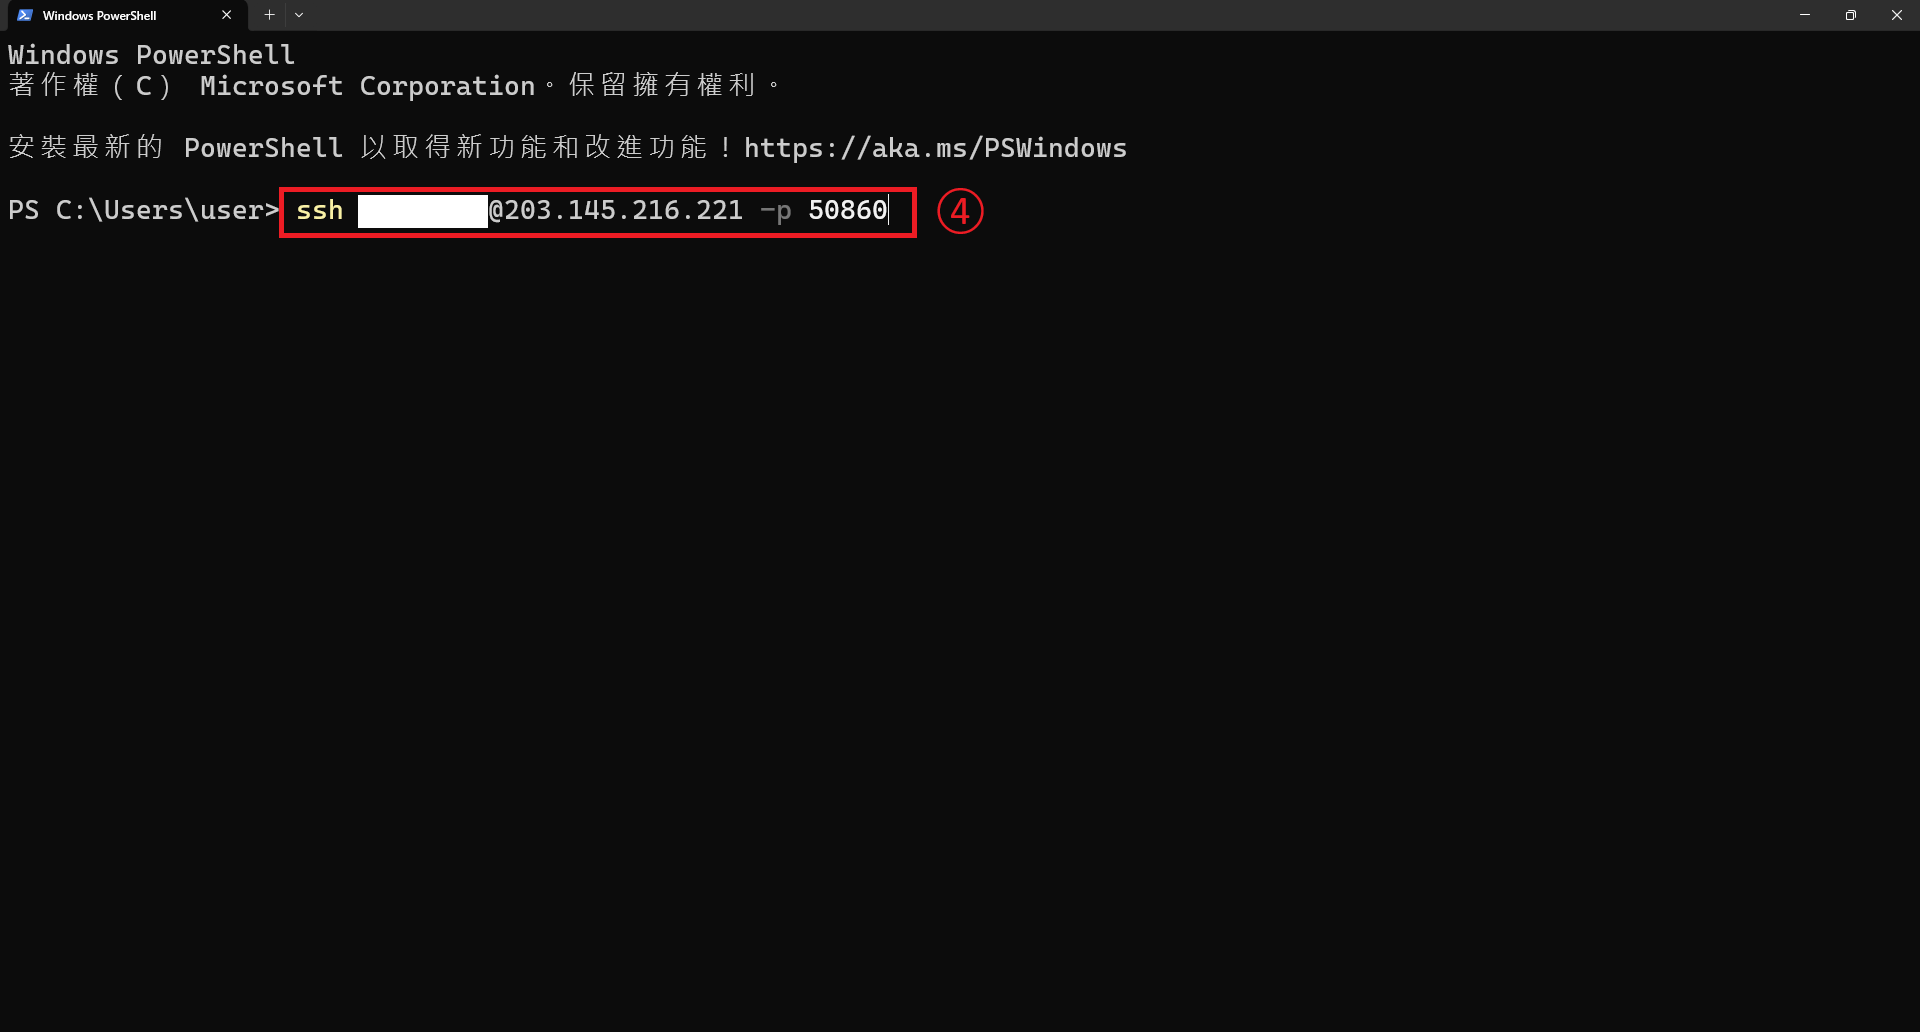 Windows PowerShell
Windows PowerShell
著作權（C） Microsoft Corporation。保留擁有權利。
安裝最新的 PowerShell 以取得新功能和改進功能！https://aka.ms/PSWindows
PS C:\Users\user> ssh @203.145.216.221 -p 50860 ④